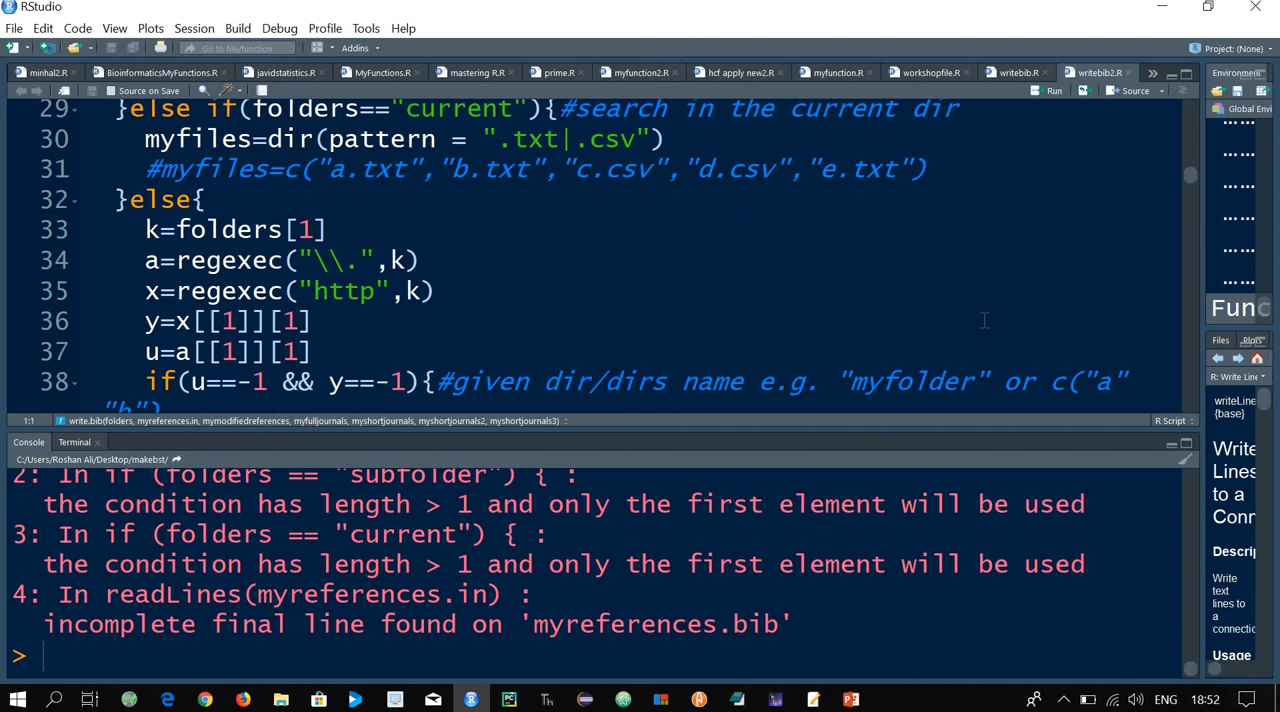 RStudio
File Edit Code View Plots Session Build Debug Profile Tools Help
Go to file/function Addins Project: (None)
minhal2.R BioinformaticsMyFunctions.R javidstatistics.R MyFunctions.R mastering R.R prime.R myfunction2.R hcf apply new2.R myfunction.R workshopfile.R writebib.R writebib2.R Environment
Source on Save Run Source
29 }else if(folders=="current"){#search in the current dir
30 myfiles=dir(pattern = ".txt|.csv")
31 #myfiles=c("a.txt","b.txt","c.csv","d.csv","e.txt")
32 }else{
33 k=folders[1]
34 a=regexec("\\.",k)
35 x=regexec("http",k)
36 y=x[[1]][1]
37 u=a[[1]][1]
38 if(u==-1 && y==-1){#given dir/dirs name e.g. "myfolder" or c("a"
"b")
1:1 write.bib(folders, myreferences.in, mymodifiedreferences, myfulljournals, myshortjournals, myshortjournals2, myshortjournals3) R Script
Console Terminal
C:/Users/Roshan Ali/Desktop/makebst/
2: In if (folders == "subfolder") { :
the condition has length > 1 and only the first element will be used
3: In if (folders == "current") { :
the condition has length > 1 and only the first element will be used
4: In readLines(myreferences.in) :
incomplete final line found on 'myreferences.bib'
>
Global Envi
... ...
... ...
... ...
... ...
... ...
... ...
Func
Files Plots
R: Write Line
writeLine
{base}
Write
Lines
to a
Conn
Descrip
Write
text
lines to
a
connectio
Usage
ENG 18:52